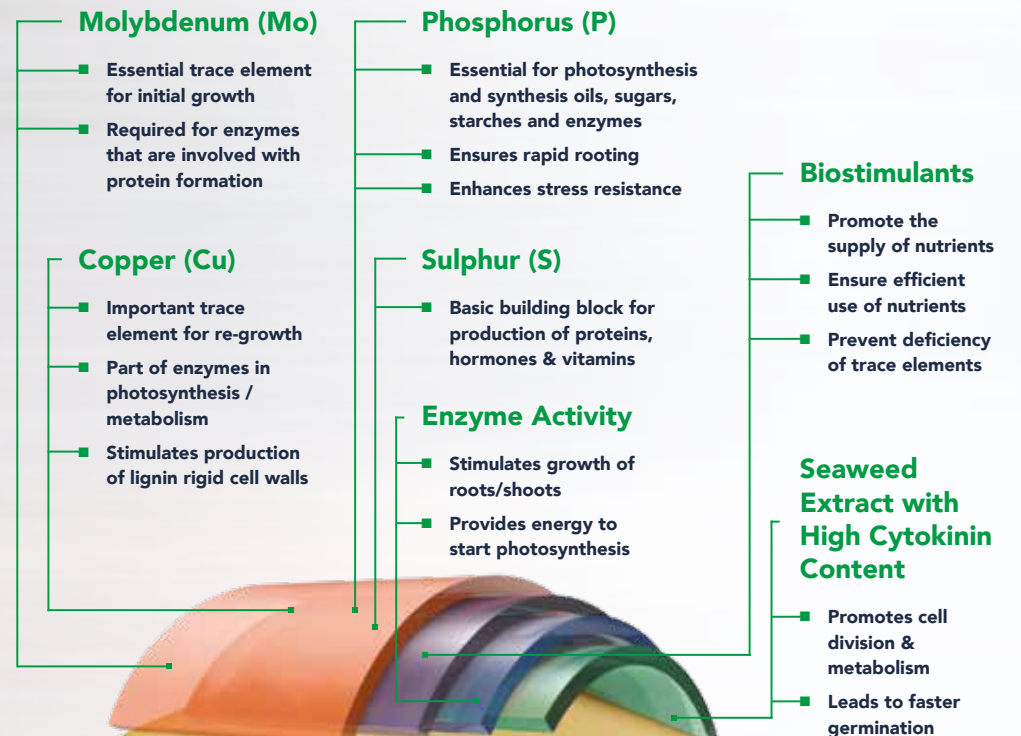 Molybdenum (Mo)
Essential trace element
for initial growth
Required for enzymes
that are involved with
protein formation
Phosphorus (P)
Essential for photosynthesis
and synthesis oils, sugars,
starches and enzymes
Ensures rapid rooting
Enhances stress resistance
Copper (Cu)
Important trace
element for re-growth
Part of enzymes in
photosynthesis /
metabolism
Stimulates production
of lignin rigid cell walls
Sulphur (S)
Basic building block for
production of proteins,
hormones & vitamins
Enzyme Activity
Stimulates growth of
roots/shoots
Provides energy to
start photosynthesis
Biostimulants
Promote the
supply of nutrients
Ensure efficient
use of nutrients
Prevent deficiency
of trace elements
Seaweed
Extract with
High Cytokinin
Content
Promotes cell
division &
metabolism
Leads to faster
germination